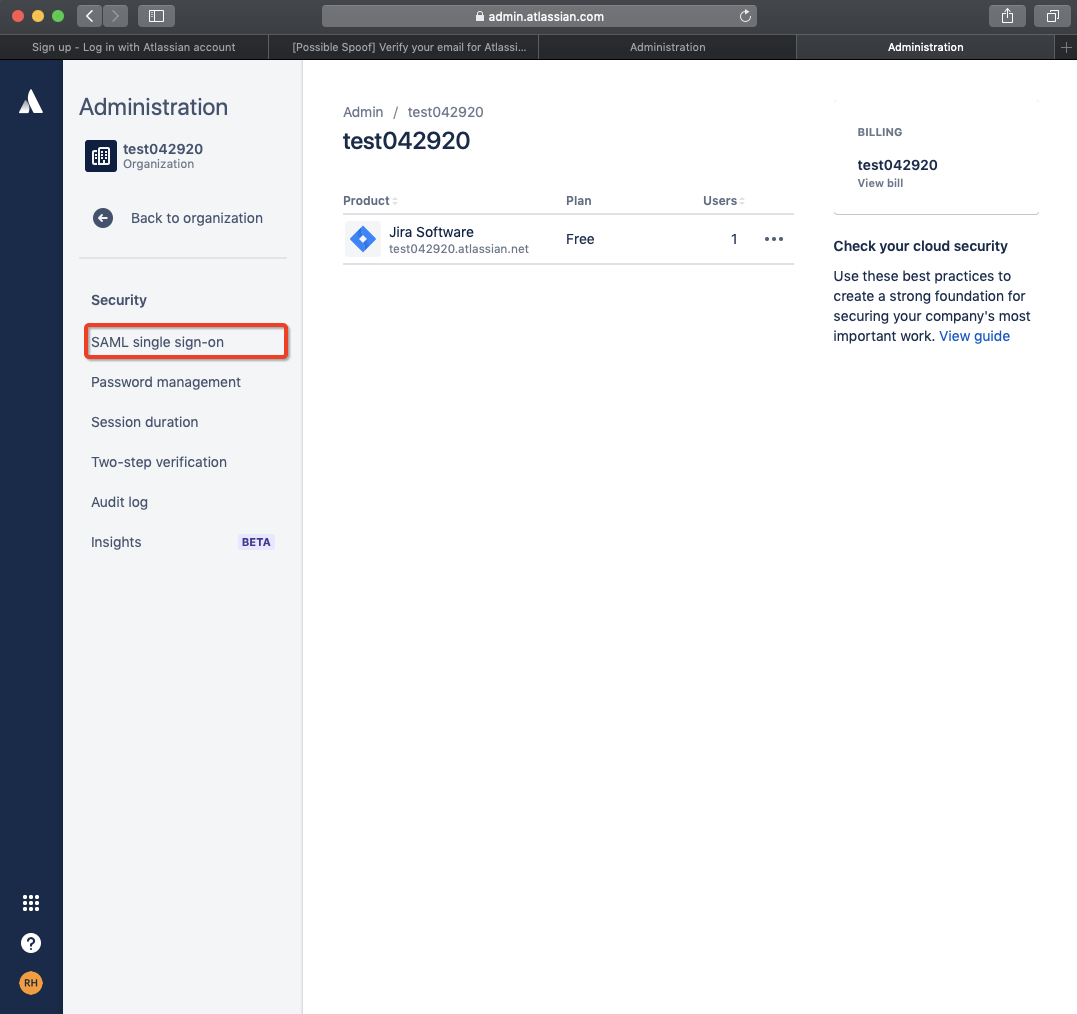 admin.atlassian.com
Sign up - Log in with Atlassian account
[Possible Spoof] Verify your email for Atlassi...
Administration
Administration
Administration
test042920
Organization
Back to organization
Security
SAML single sign-on
Password management
Session duration
Two-step verification
Audit log
Insights BETA
RH
Admin / test042920
test042920
Product Plan Users
Jira Software
test042920.atlassian.net
Free 1
BILLING
test042920
View bill
Check your cloud security
Use these best practices to
create a strong foundation for
securing your company's most
important work. View guide